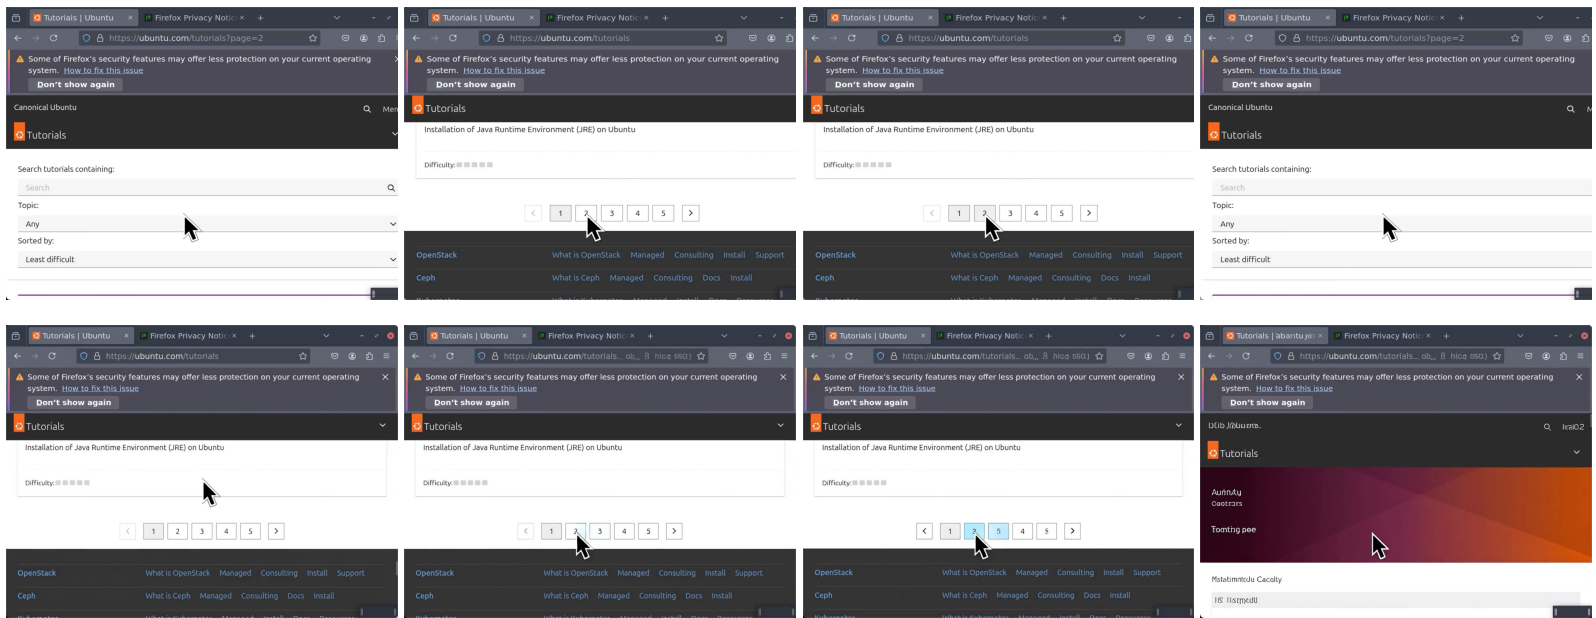 Tutorials | Ubuntu × Firefox Privacy Notic × +
https://ubuntu.com/tutorials?page=2
Some of Firefox's security features may offer less protection on your current operating
system. How to fix this issue
Don't show again
Canonical Ubuntu Men
Tutorials
Search tutorials containing:
Search
Topic:
Any
Sorted by:
Least difficult
Tutorials | Ubuntu × Firefox Privacy Notic × +
https://ubuntu.com/tutorials
Some of Firefox's security features may offer less protection on your current operating
system. How to fix this issue
Don't show again
Tutorials
Installation of Java Runtime Environment (JRE) on Ubuntu
Difficulty:
< 1 2 3 4 5 >
OpenStack What is OpenStack Managed Consulting Install Support
Ceph What is Ceph Managed Consulting Docs Install
Tutorials | Ubuntu × Firefox Privacy Notic × +
https://ubuntu.com/tutorials
Some of Firefox's security features may offer less protection on your current operating
system. How to fix this issue
Don't show again
Tutorials
Installation of Java Runtime Environment (JRE) on Ubuntu
Difficulty:
< 1 2 3 4 5 >
OpenStack What is OpenStack Managed Consulting Install Support
Ceph What is Ceph Managed Consulting Docs Install
Tutorials | Ubuntu × Firefox Privacy Notic × +
https://ubuntu.com/tutorials?page=2
Some of Firefox's security features may offer less protection on your current operating
system. How to fix this issue
Don't show again
Canonical Ubuntu M
Tutorials
Search tutorials containing:
Search
Topic:
Any
Sorted by:
Least difficult
Tutorials | Ubuntu × Firefox Privacy Notic × +
https://ubuntu.com/tutorials
Some of Firefox's security features may offer less protection on your current operating
system. How to fix this issue
Don't show again
Tutorials
Installation of Java Runtime Environment (JRE) on Ubuntu
Difficulty:
< 1 2 3 4 5 >
OpenStack What is OpenStack Managed Consulting Install Support
Ceph What is Ceph Managed Consulting Docs Install
Tutorials | Ubuntu × Firefox Privacy Notic × +
https://ubuntu.com/tutorials...
Some of Firefox's security features may offer less protection on your current operating
system. How to fix this issue
Don't show again
Tutorials
Installation of Java Runtime Environment (JRE) on Ubuntu
Difficulty:
< 1 2 3 4 5 >
OpenStack What is OpenStack Managed Consulting Install Support
Ceph What is Ceph Managed Consulting Docs Install
Tutorials | Ubuntu × Firefox Privacy Notic × +
https://ubuntu.com/tutorials...
Some of Firefox's security features may offer less protection on your current operating
system. How to fix this issue
Don't show again
Tutorials
Installation of Java Runtime Environment (JRE) on Ubuntu
Difficulty:
< 1 2 5 4 5 >
OpenStack What is OpenStack Managed Consulting Install Support
Ceph What is Ceph Managed Consulting Docs Install
Tutorials | Firefox Privacy Notic × +
https://ubuntu.com/tutorials...
Some of Firefox's security features may offer less protection on your current operating
system. How to fix this issue
Don't show again
Tutorials